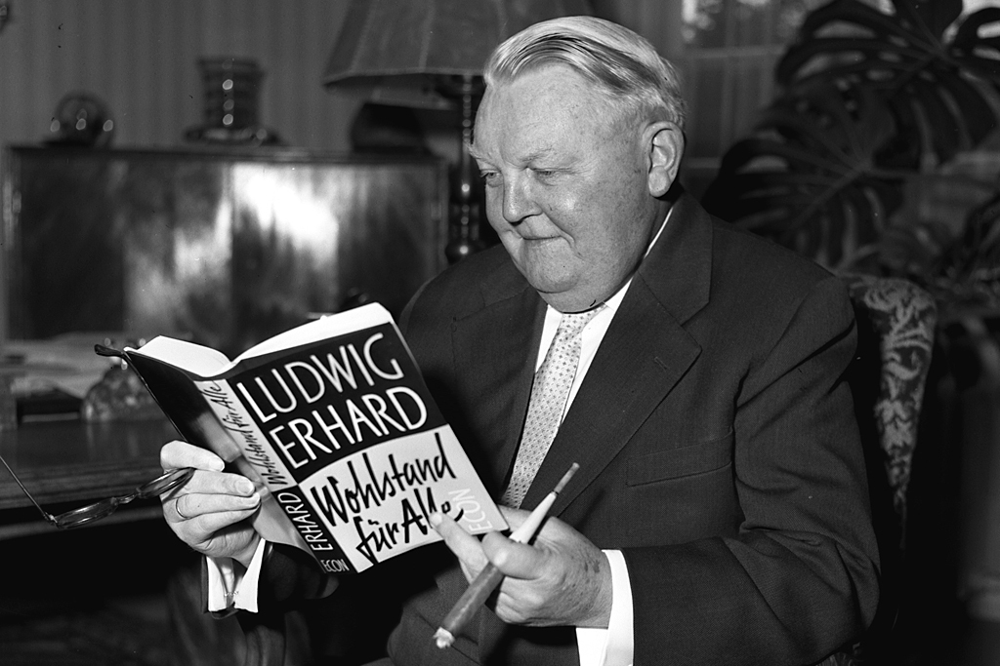 LUDWIG
ERHARD
Wohlstand
für Alle
ECON
Wohlstand für Alle
ERHARD
ECON